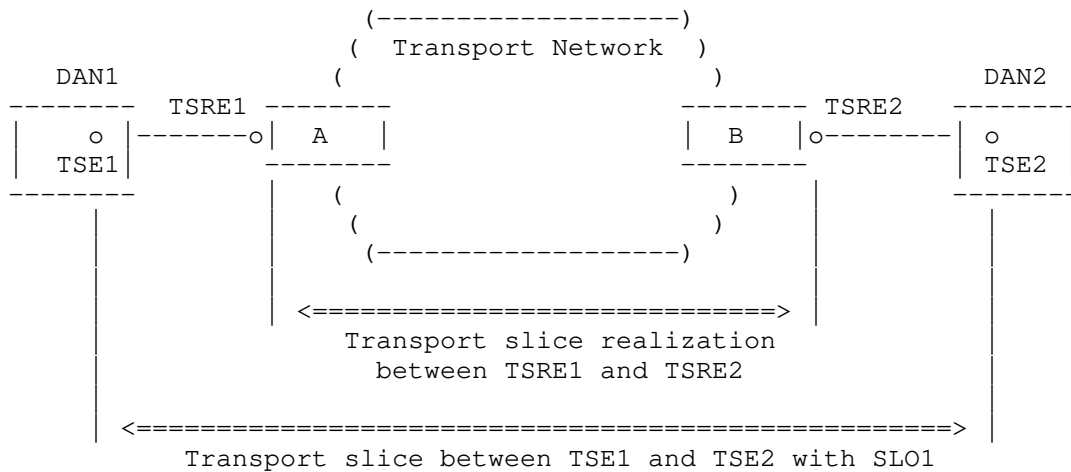 Transport Network
DAN1 DAN2
TSRE1 TSRE2
o o A B o o
TSE1 TSE2
Transport slice realization
between TSRE1 and TSRE2
Transport slice between TSE1 and TSE2 with SLO1